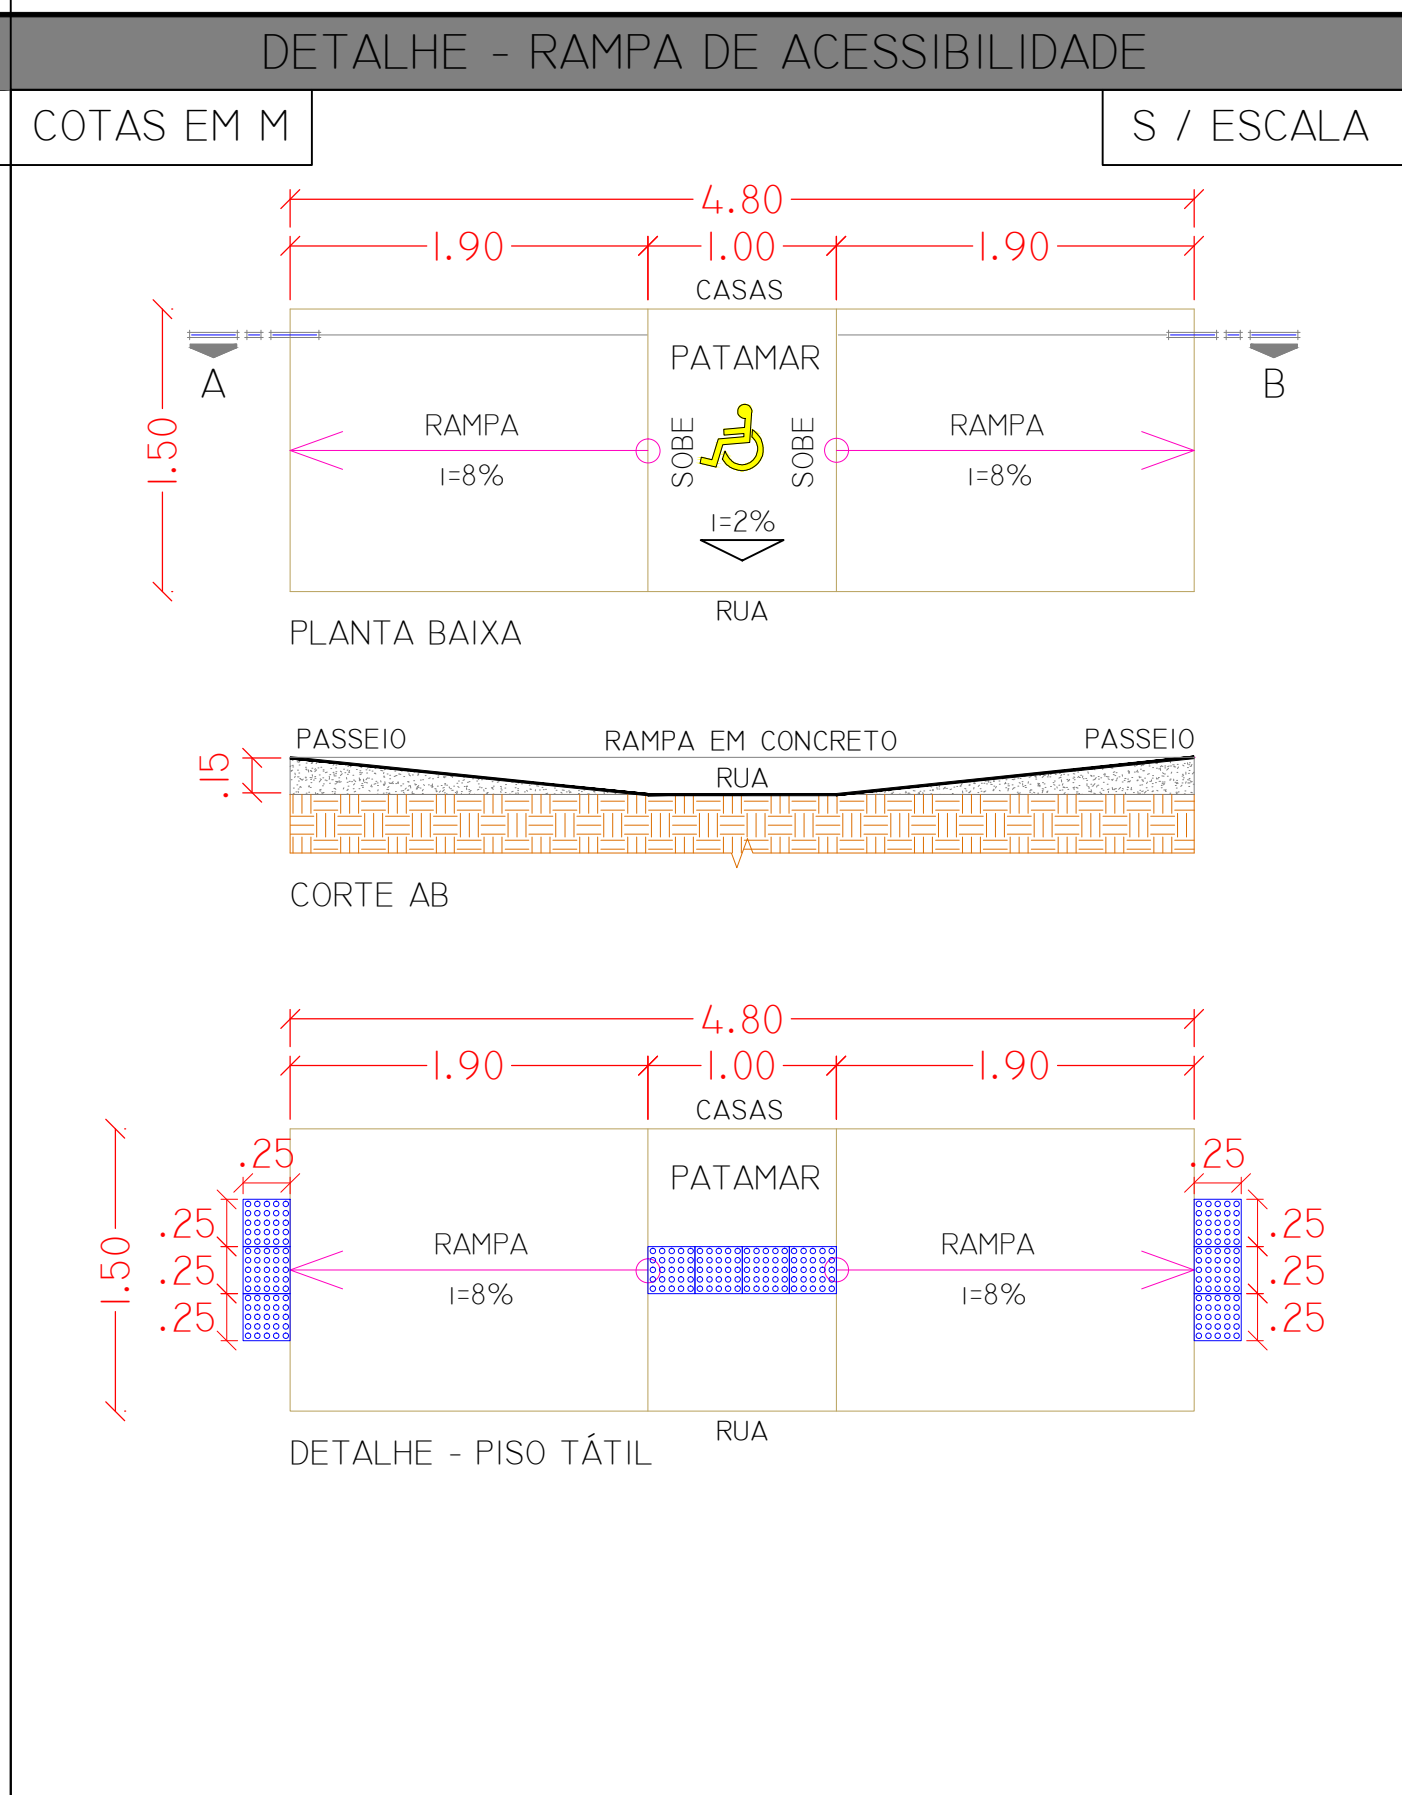 DETALHE - RAMPA DE ACESSIBILIDADE
COTAS EM M
S / ESCALA
4.80
1.90
1.00
1.90
CASAS
1.50
A
B
PATAMAR
RAMPA
i=8%
SOBE
SOBE
RAMPA
i=8%
i=2%
RUA
PLANTA BAIXA
PASSEIO
RAMPA EM CONCRETO
PASSEIO
.15
RUA
CORTE AB
4.80
1.90
1.00
1.90
CASAS
1.50
.25
.25
PATAMAR
.25
.25
.25
RAMPA
i=8%
RAMPA
i=8%
.25
.25
.25
RUA
DETALHE - PISO TÁTIL